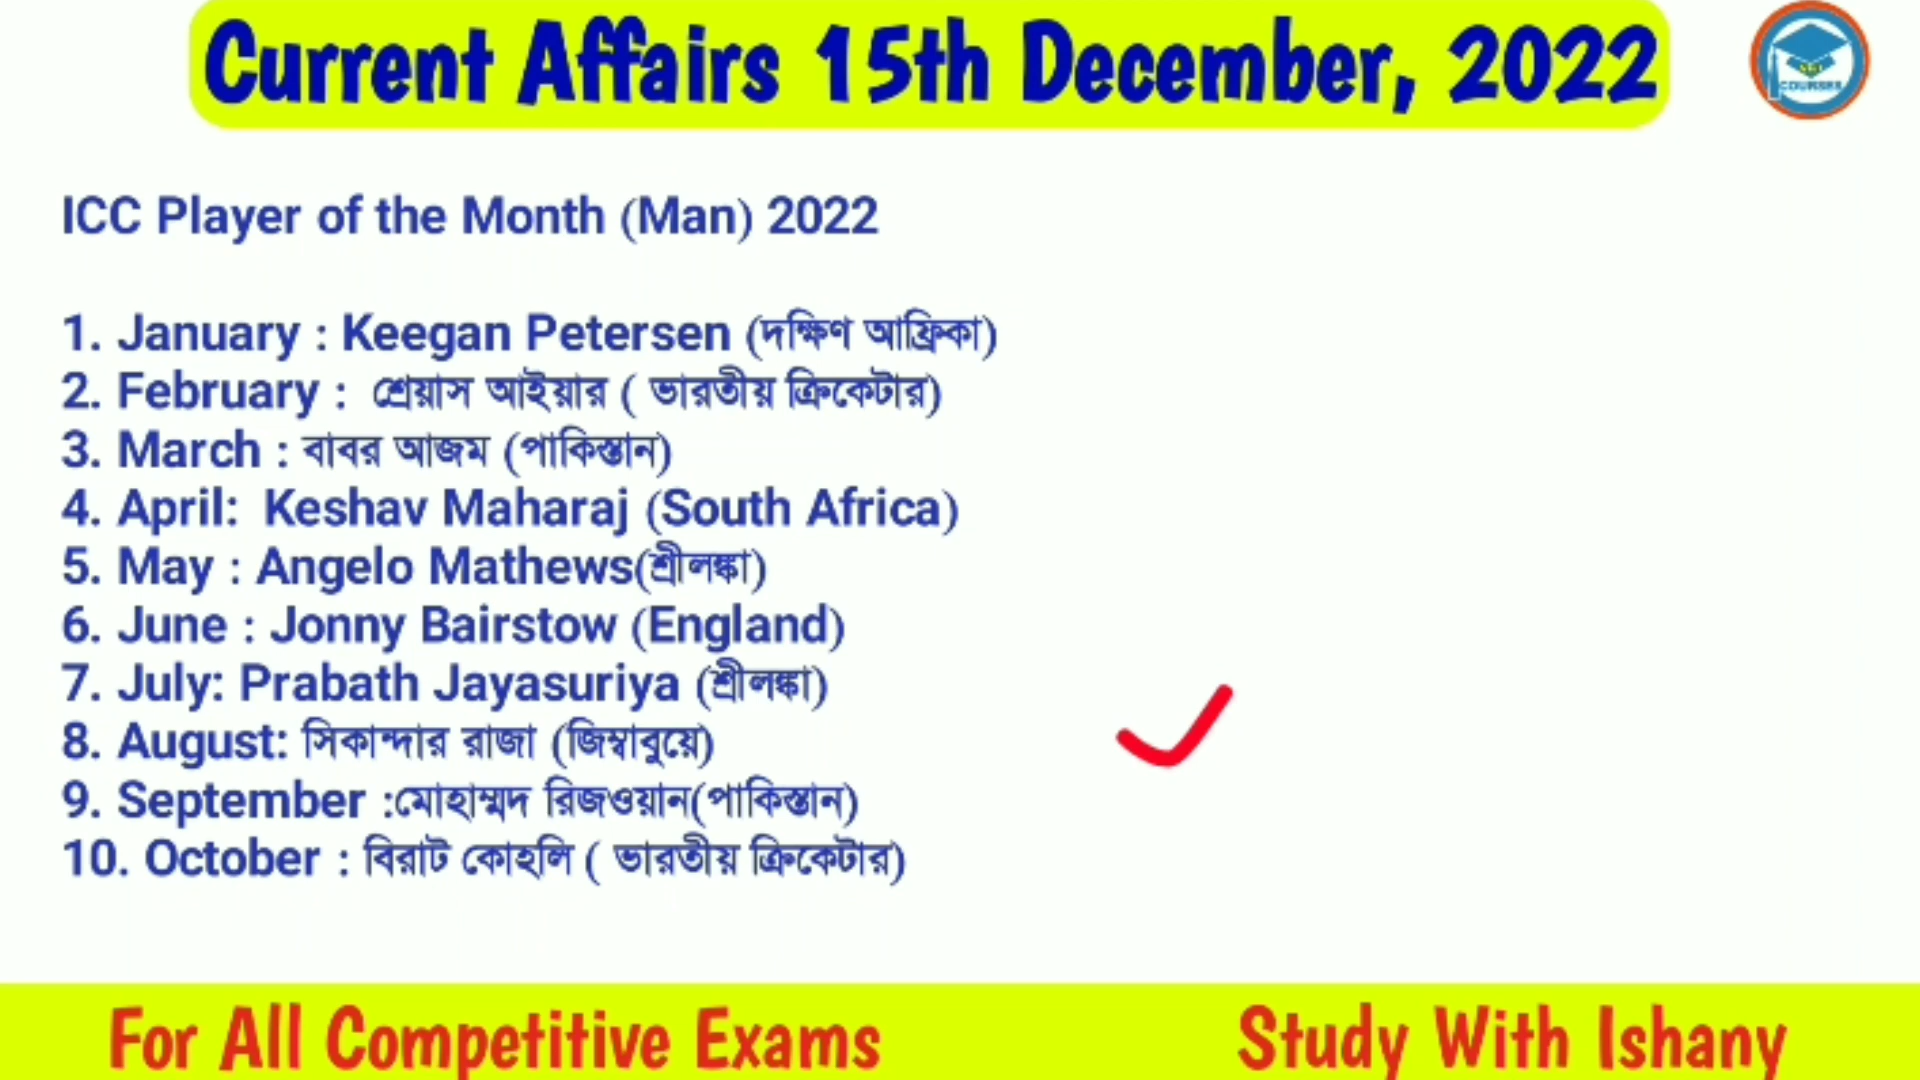 Current Affairs 15th December, 2022
COURSES
ICC Player of the Month (Man) 2022
1. January : Keegan Petersen (দক্ষিণ আফ্রিকা)
2. February :  শ্রেয়াস আইয়ার ( ভারতীয় ক্রিকেটার)
3. March : বাবর আজম (পাকিস্তান)
4. April:  Keshav Maharaj (South Africa)
5. May : Angelo Mathews(শ্রীলঙ্কা)
6. June : Jonny Bairstow (England)
7. July: Prabath Jayasuriya (শ্রীলঙ্কা)
8. August: সিকান্দার রাজা (জিম্বাবুয়ে)
9. September :মোহাম্মদ রিজওয়ান(পাকিস্তান)
10. October : বিরাট কোহলি ( ভারতীয় ক্রিকেটার)
For All Competitive Exams
Study With Ishany